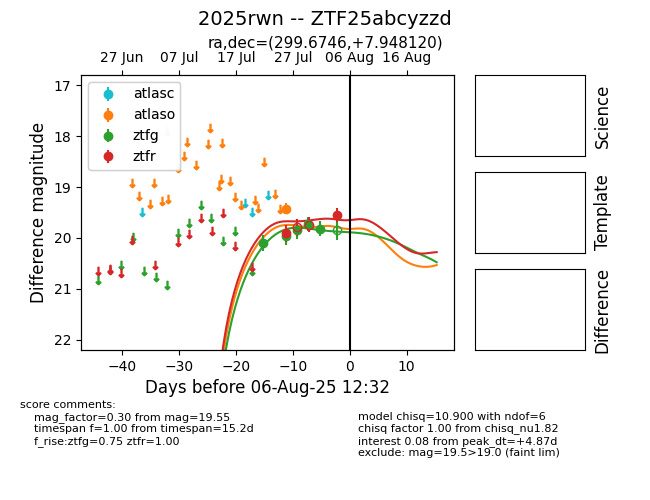 2025rwn -- ZTF25abcyzzd
ra,dec=(299.6746,+7.948120)
27 Jun 07 Jul 17 Jul 27 Jul 06 Aug 16 Aug
atlasc
atlaso
ztfg
ztfr
17
18
19
20
21
22
Difference magnitude
−40 −30 −20 −10 0 10
Days before 06-Aug-25 12:32
Science
Template
Difference
score comments:
mag_factor=0.30 from mag=19.55
timespan f=1.00 from timespan=15.2d
f_rise:ztfg=0.75 ztfr=1.00
model chisq=10.900 with ndof=6
chisq factor 1.00 from chisq_nu1.82
interest 0.08 from peak_dt=+4.87d
exclude: mag=19.5>19.0 (faint lim)